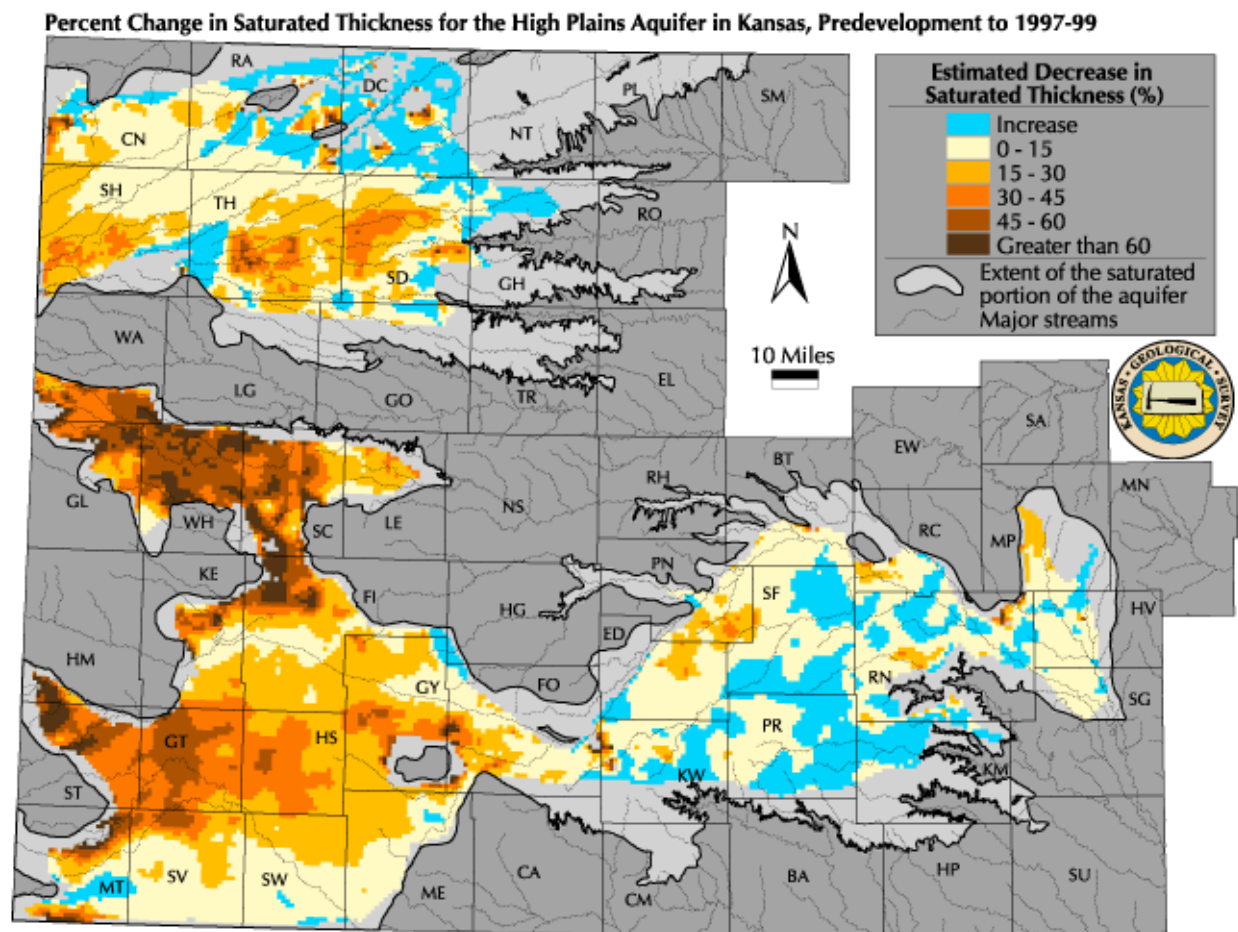 Percent Change in Saturated Thickness for the High Plains Aquifer in Kansas, Predevelopment to 1997-99
Estimated Decrease in
Saturated Thickness (%)
Increase
0 - 15
15 - 30
30 - 45
45 - 60
Greater than 60
Extent of the saturated
portion of the aquifer
Major streams
N
10 Miles
KANSAS • GEOLOGICAL • SURVEY
RA
DC
PL
SM
CN
NT
SH
TH
RO
SD
GH
WA
LG
GO
TR
EL
SA
EW
BT
RH
MN
GL
WH
SC
LE
NS
RC
MP
KE
FI
PN
HG
SF
HV
ED
HM
GY
FO
RN
SG
GT
HS
PR
ST
KW
KM
MT
SV
SW
ME
CA
CM
BA
HP
SU